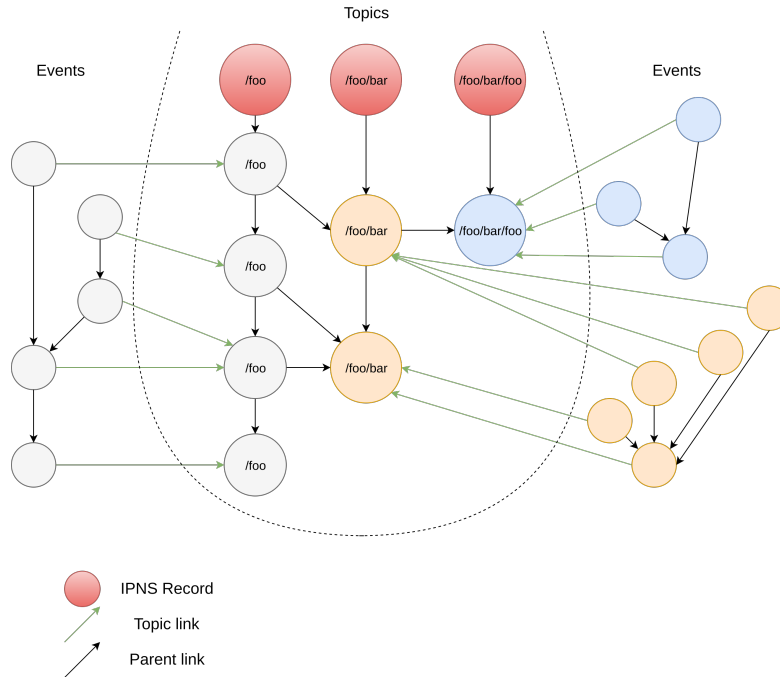 Topics
Events
Events
/foo
/foo/bar
/foo/bar/foo
/foo
/foo/bar
/foo/bar/foo
/foo
/foo
/foo/bar
/foo
IPNS Record
Topic link
Parent link